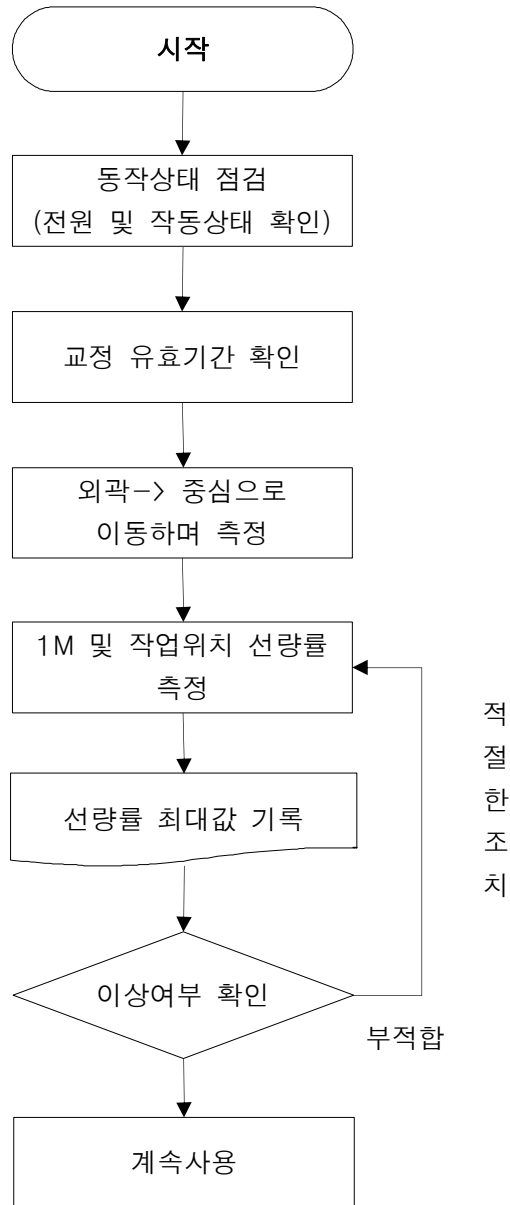 시작
동작상태 점검
(전원 및 작동상태 확인)
교정 유효기간 확인
외곽-> 중심으로
이동하며 측정
1M 및 작업위치 선량률
측정
선량률 최대값 기록
이상여부 확인
부적합
적
절
한
조
치
계속사용